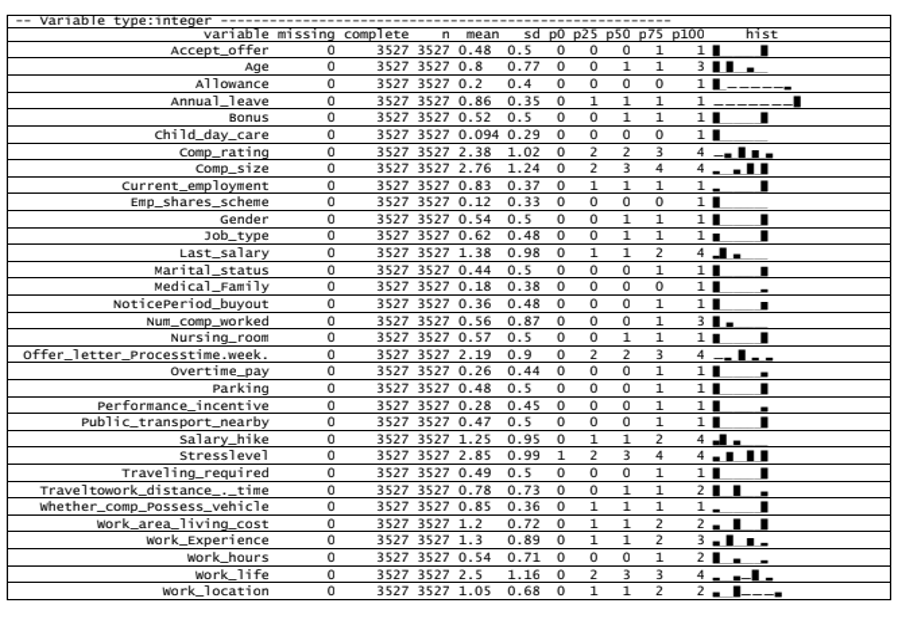 -- Variable type:integer --------------------------------------------------------
variable missing complete n mean sd p0 p25 p50 p75 p100 hist
Accept_offer 0 3527 3527 0.48 0.5 0 0 0 1 1
Age 0 3527 3527 0.8 0.77 0 0 1 1 3
Allowance 0 3527 3527 0.2 0.4 0 0 0 0 1
Annual_leave 0 3527 3527 0.86 0.35 0 1 1 1 1
Bonus 0 3527 3527 0.52 0.5 0 0 1 1 1
Child_day_care 0 3527 3527 0.094 0.29 0 0 0 0 1
Comp_rating 0 3527 3527 2.38 1.02 0 2 2 3 4
Comp_size 0 3527 3527 2.76 1.24 0 2 3 4 4
Current_employment 0 3527 3527 0.83 0.37 0 1 1 1 1
Emp_shares_scheme 0 3527 3527 0.12 0.33 0 0 0 0 1
Gender 0 3527 3527 0.54 0.5 0 0 1 1 1
Job_type 0 3527 3527 0.62 0.48 0 0 1 1 1
Last_salary 0 3527 3527 1.38 0.98 0 1 1 2 4
Marital_status 0 3527 3527 0.44 0.5 0 0 0 1 1
Medical_Family 0 3527 3527 0.18 0.38 0 0 0 0 1
NoticePeriod_buyout 0 3527 3527 0.36 0.48 0 0 0 1 1
Num_comp_worked 0 3527 3527 0.56 0.87 0 0 0 1 3
Nursing_room 0 3527 3527 0.57 0.5 0 0 1 1 1
Offer_letter_Processtime.week. 0 3527 3527 2.19 0.9 0 2 2 3 4
Overtime_pay 0 3527 3527 0.26 0.44 0 0 0 1 1
Parking 0 3527 3527 0.48 0.5 0 0 0 1 1
Performance_incentive 0 3527 3527 0.28 0.45 0 0 0 1 1
Public_transport_nearby 0 3527 3527 0.47 0.5 0 0 0 1 1
Salary_hike 0 3527 3527 1.25 0.95 0 1 1 2 4
Stresslevel 0 3527 3527 2.85 0.99 1 2 3 4 4
Traveling_required 0 3527 3527 0.49 0.5 0 0 0 1 1
Traveltowork_distance_._time 0 3527 3527 0.78 0.73 0 0 1 1 2
Whether_comp_Possess_vehicle 0 3527 3527 0.85 0.36 0 1 1 1 1
Work_area_living_cost 0 3527 3527 1.2 0.72 0 1 1 2 2
Work_Experience 0 3527 3527 1.3 0.89 0 1 1 2 3
Work_hours 0 3527 3527 0.54 0.71 0 0 0 1 2
Work_life 0 3527 3527 2.5 1.16 0 2 3 3 4
Work_location 0 3527 3527 1.05 0.68 0 1 1 2 2